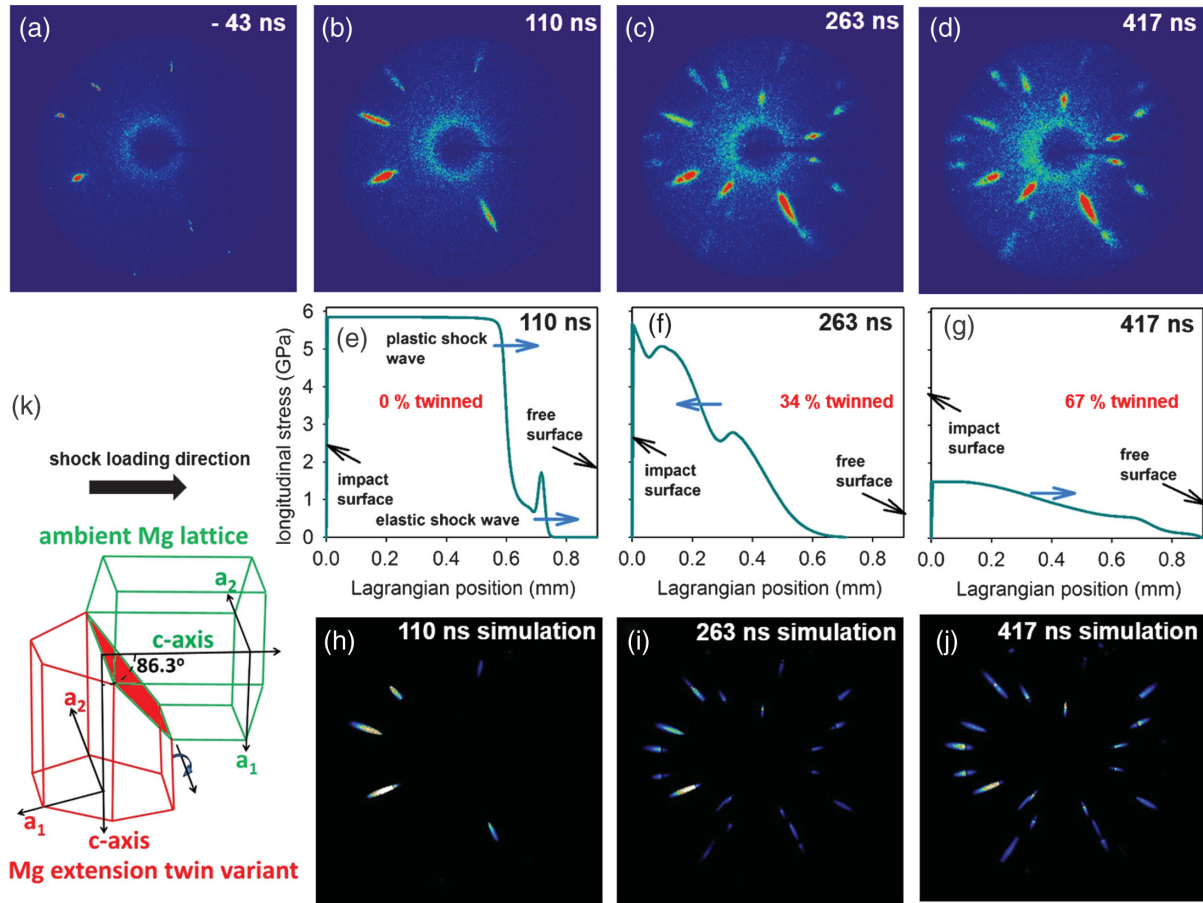 (a)
- 43 ns
(b)
110 ns
(c)
263 ns
(d)
417 ns
longitudinal stress (GPa)
6
5
4
3
2
1
0
(e)
110 ns
plastic shock
wave
0 % twinned
free
surface
impact
surface
elastic shock wave
0.0 0.2 0.4 0.6 0.8
Lagrangian position (mm)
(f)
263 ns
34 % twinned
impact
surface
free
surface
0.0 0.2 0.4 0.6 0.8
Lagrangian position (mm)
(g)
417 ns
67 % twinned
impact
surface
free
surface
0.0 0.2 0.4 0.6 0.8
Lagrangian position (mm)
(k)
shock loading direction
ambient Mg lattice
a2
c-axis
86.3°
a2
a1
a1
c-axis
Mg extension twin variant
(h)
110 ns simulation
(i)
263 ns simulation
(j)
417 ns simulation